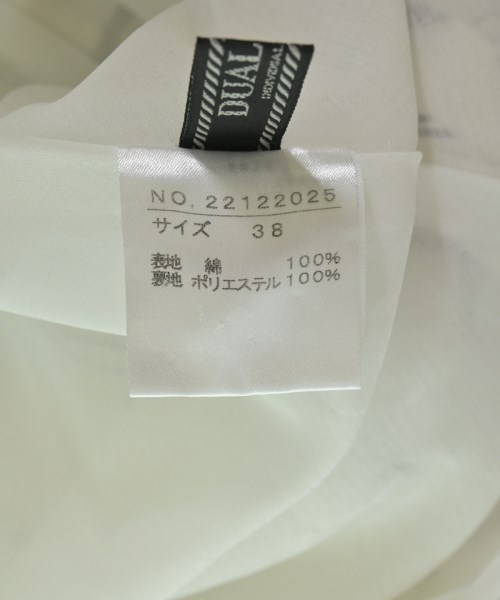 DUAL
NO. 22122025
サイズ 38
表地 綿 100%
裏地 ポリエステル 100%